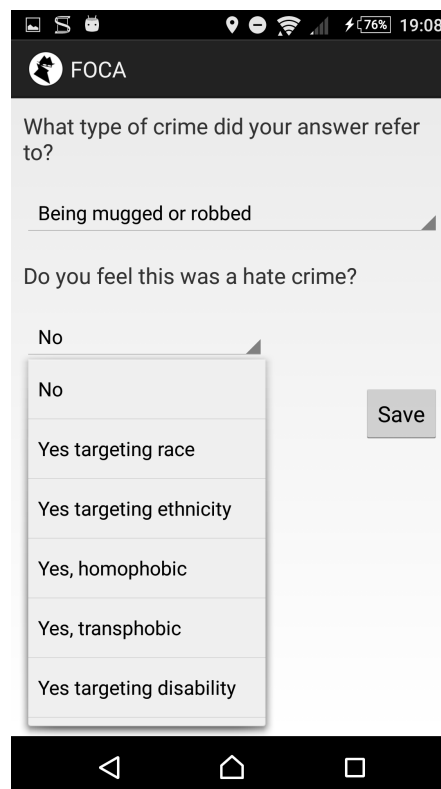 76% 19:08
FOCA
What type of crime did your answer refer
to?
Being mugged or robbed
Do you feel this was a hate crime?
No
No
Save
Yes targeting race
Yes targeting ethnicity
Yes, homophobic
Yes, transphobic
Yes targeting disability